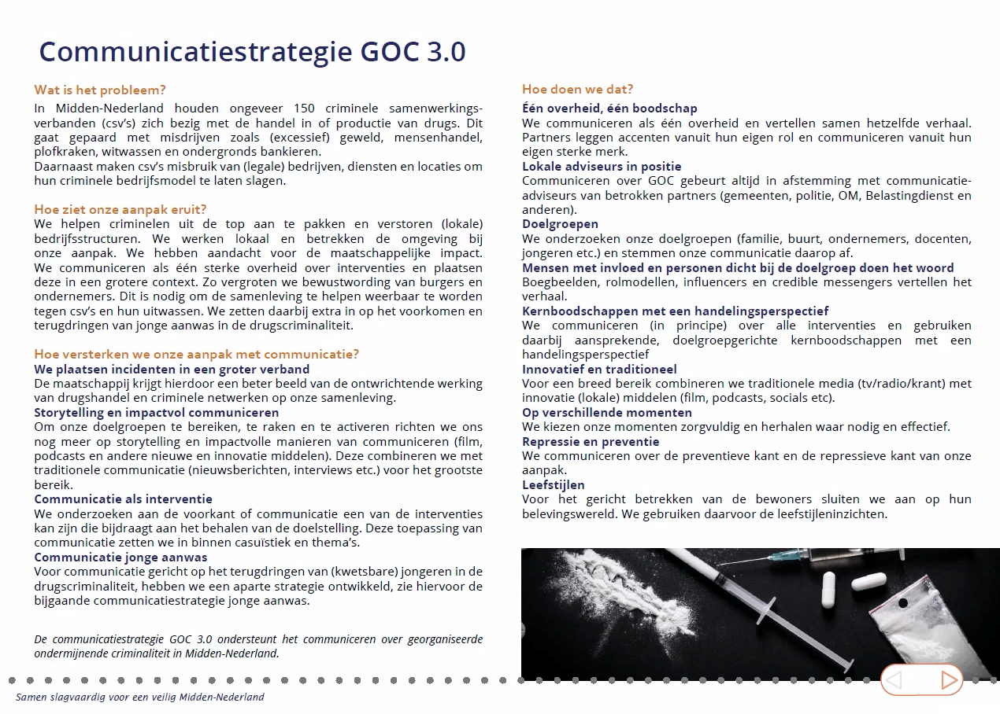 Communicatiestrategie GOC 3.0
Wat is het probleem?
In Midden-Nederland houden ongeveer 150 criminele samenwerkings-
verbanden (csv's) zich bezig met de handel in of productie van drugs. Dit
gaat gepaard met misdrijven zoals (excessief) geweld, mensenhandel,
plofkraken, witwassen en ondergronds bankieren.
Daarnaast maken csv's misbruik van (legale) bedrijven, diensten en locaties om
hun criminele bedrijfsmodel te laten slagen.
Hoe ziet onze aanpak eruit?
We helpen criminelen uit de top aan te pakken en verstoren (lokale)
bedrijfsstructuren. We werken lokaal en betrekken de omgeving bij
onze aanpak. We hebben aandacht voor de maatschappelijke impact.
We communiceren als één sterke overheid over interventies en plaatsen
deze in een grotere context. Zo vergroten we bewustwording van burgers en
ondernemers. Dit is nodig om de samenleving te helpen weerbaar te worden
tegen csv's en hun uitwassen. We zetten daarbij extra in op het voorkomen en
terugdringen van jonge aanwas in de drugscriminaliteit.
Hoe versterken we onze aanpak met communicatie?
We plaatsen incidenten in een groter verband
De maatschappij krijgt hierdoor een beter beeld van de ontwrichtende werking
van drugshandel en criminele netwerken op onze samenleving.
Storytelling en impactvol communiceren
Om onze doelgroepen te bereiken, te raken en te activeren richten we ons
nog meer op storytelling en impactvolle manieren van communiceren (film,
podcasts en andere nieuwe en innovatie middelen). Deze combineren we met
traditionele communicatie (nieuwsberichten, interviews etc.) voor het grootste
bereik.
Communicatie als interventie
We onderzoeken aan de voorkant of communicatie een van de interventies
kan zijn die bijdraagt aan het behalen van de doelstelling. Deze toepassing van
communicatie zetten we in binnen casuïstiek en thema's.
Communicatie jonge aanwas
Voor communicatie gericht op het terugdringen van (kwetsbare) jongeren in de
drugscriminaliteit, hebben we een aparte strategie ontwikkeld, zie hiervoor de
bijgaande communicatiestrategie jonge aanwas.
De communicatiestrategie GOC 3.0 ondersteunt het communiceren over georganiseerde
ondermijnende criminaliteit in Midden-Nederland.
Hoe doen we dat?
Één overheid, één boodschap
We communiceren als één overheid en vertellen samen hetzelfde verhaal.
Partners leggen accenten vanuit hun eigen rol en communiceren vanuit hun
eigen sterke merk.
Lokale adviseurs in positie
Communiceren over GOC gebeurt altijd in afstemming met communicatie-
adviseurs van betrokken partners (gemeenten, politie, OM, Belastingdienst en
anderen).
Doelgroepen
We onderzoeken onze doelgroepen (familie, buurt, ondernemers, docenten,
jongeren etc.) en stemmen onze communicatie daarop af.
Mensen met invloed en personen dicht bij de doelgroep doen het woord
Boegbeelden, rolmodellen, influencers en credible messengers vertellen het
verhaal.
Kernboodschappen met een handelingsperspectief
We communiceren (in principe) over alle interventies en gebruiken
daarbij aansprekende, doelgroepgerichte kernboodschappen met een
handelingsperspectief
Innovatief en traditioneel
Voor een breed bereik combineren we traditionele media (tv/radio/krant) met
innovatie (lokale) middelen (film, podcasts, socials etc).
Op verschillende momenten
We kiezen onze momenten zorgvuldig en herhalen waar nodig en effectief.
Repressie en preventie
We communiceren over de preventieve kant en de repressieve kant van onze
aanpak.
Leefstijlen
Voor het gericht betrekken van de bewoners sluiten we aan op hun
belevingswereld. We gebruiken daarvoor de leefstijleninzichten.
Samen slagvaardig voor een veilig Midden-Nederland